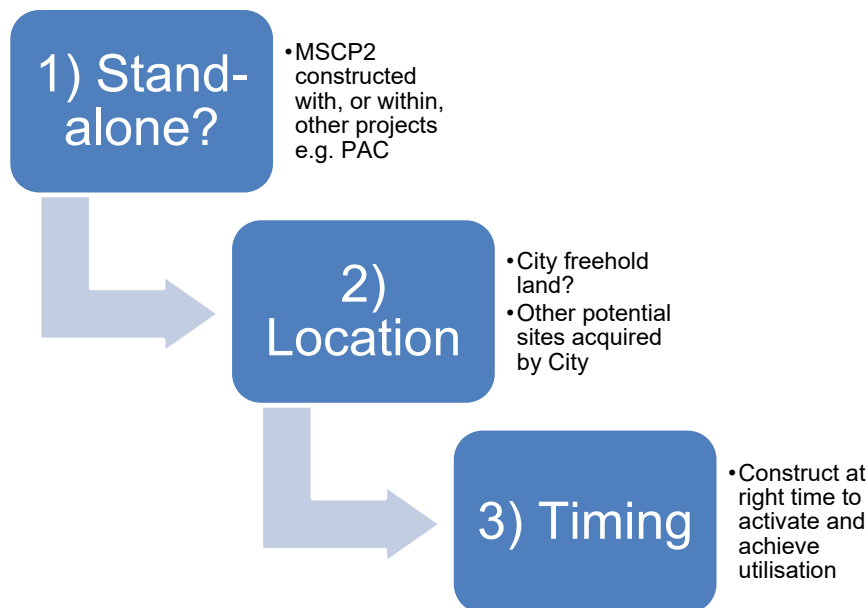 1) Stand-
alone?
•MSCP2
constructed
with, or within,
other projects
e.g. PAC
2)
Location
•City freehold
land?
•Other potential
sites acquired
by City
3) Timing
•Construct at
right time to
activate and
achieve
utilisation